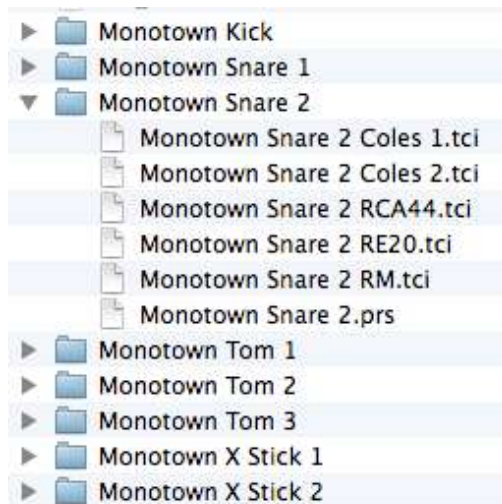 Monotown Kick
Monotown Snare 1
Monotown Snare 2
Monotown Snare 2 Coles 1.tci
Monotown Snare 2 Coles 2.tci
Monotown Snare 2 RCA44.tci
Monotown Snare 2 RE20.tci
Monotown Snare 2 RM.tci
Monotown Snare 2.prs
Monotown Tom 1
Monotown Tom 2
Monotown Tom 3
Monotown X Stick 1
Monotown X Stick 2